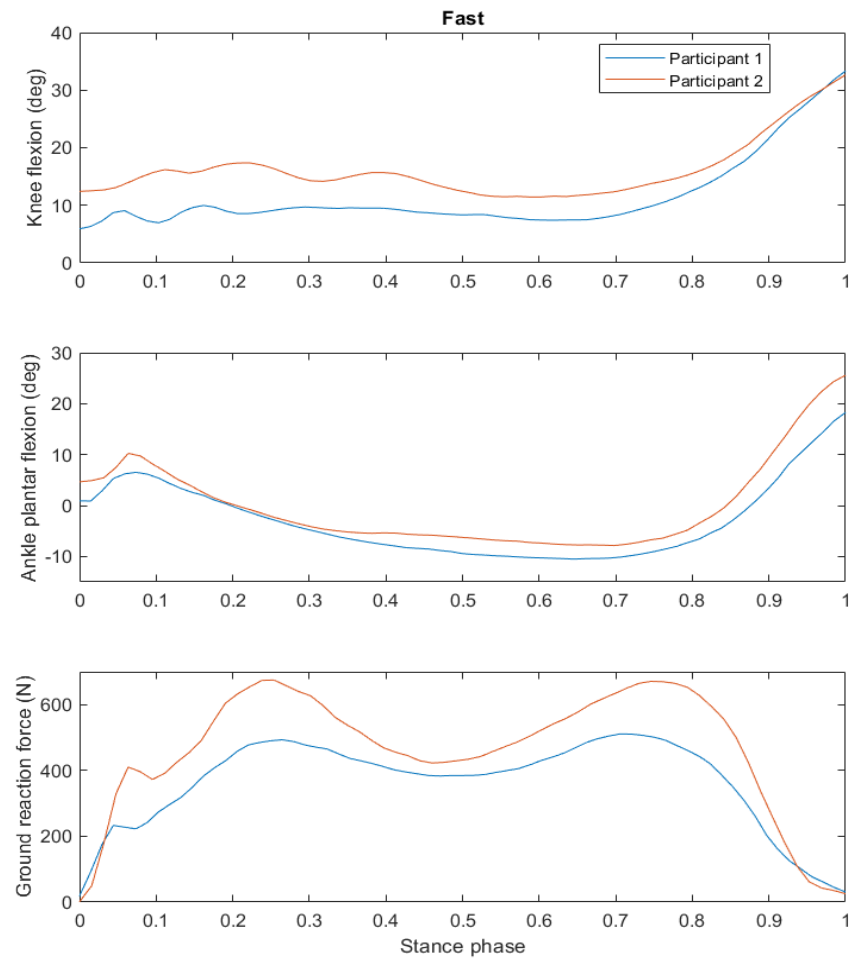 Fast
Knee flexion (deg)
40
30
20
10
0
Participant 1
Participant 2
0 0.1 0.2 0.3 0.4 0.5 0.6 0.7 0.8 0.9 1
Ankle plantar flexion (deg)
30
20
10
0
-10
0 0.1 0.2 0.3 0.4 0.5 0.6 0.7 0.8 0.9 1
Ground reaction force (N)
600
400
200
0
0 0.1 0.2 0.3 0.4 0.5 0.6 0.7 0.8 0.9 1
Stance phase